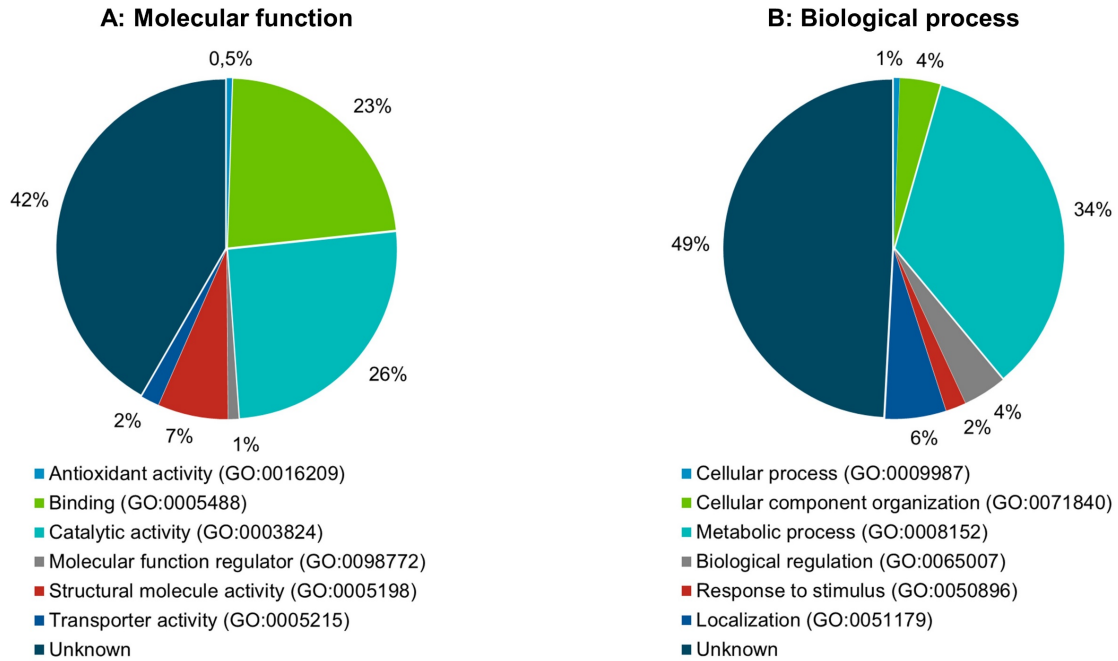 A: Molecular function
0,5%
23%
42%
26%
2%
7%
1%
Antioxidant activity (GO:0016209)
Binding (GO:0005488)
Catalytic activity (GO:0003824)
Molecular function regulator (GO:0098772)
Structural molecule activity (GO:0005198)
Transporter activity (GO:0005215)
Unknown
B: Biological process
1%
4%
34%
49%
4%
2%
6%
Cellular process (GO:0009987)
Cellular component organization (GO:0071840)
Metabolic process (GO:0008152)
Biological regulation (GO:0065007)
Response to stimulus (GO:0050896)
Localization (GO:0051179)
Unknown